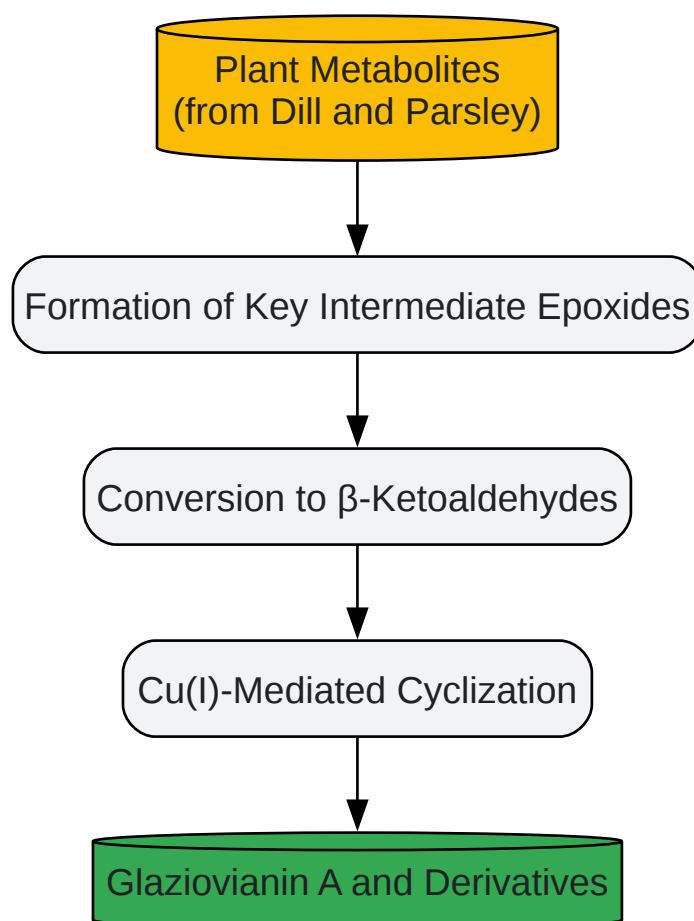 Plant Metabolites
(from Dill and Parsley)
Formation of Key Intermediate Epoxides
Conversion to β-Ketoaldehydes
Cu(I)-Mediated Cyclization
Glaziovianin A and Derivatives